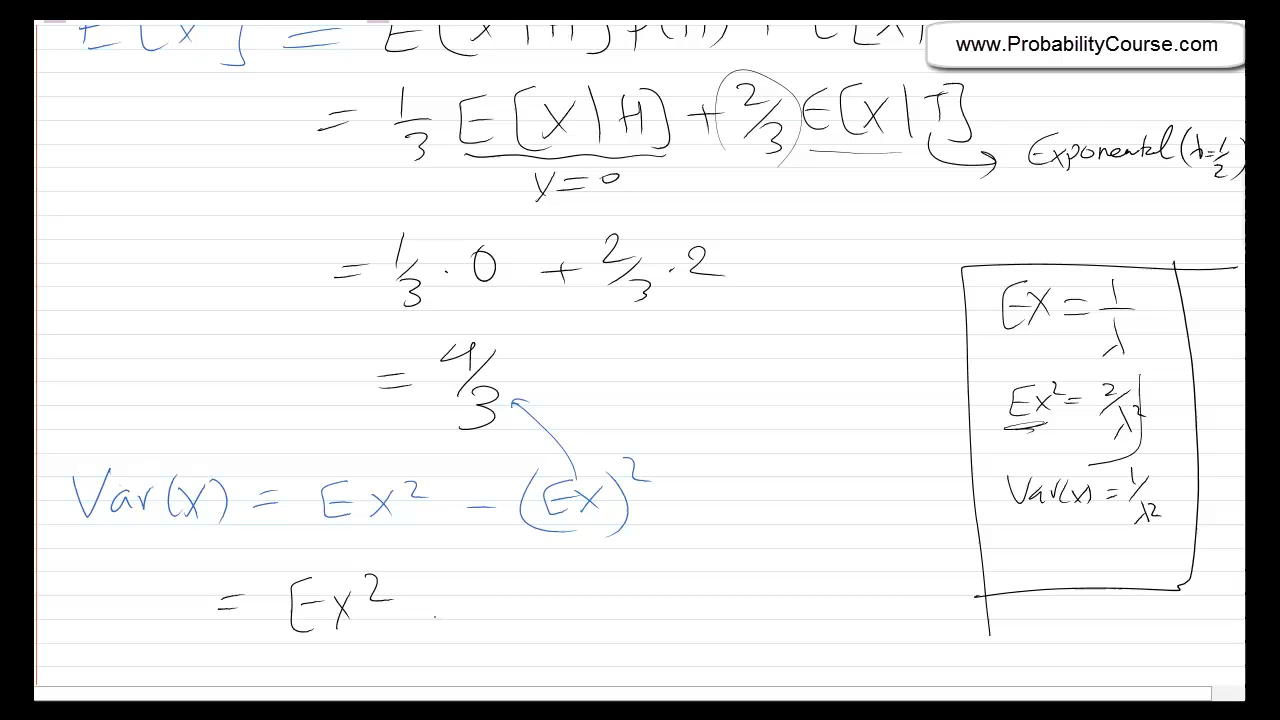 E[X] = E[X|H] P(H) + E[X|
www.ProbabilityCourse.com
= 1/3 E[X|H] + 2/3 E[X|T]
Exponential(λ=1/2)
= 0
= 1/3 · 0 + 2/3 · 2
= 4/3
EX = 1/λ
EX² = 2/λ²
Var(X) = 1/λ²
Var(X) = EX² - (EX)²
= EX²